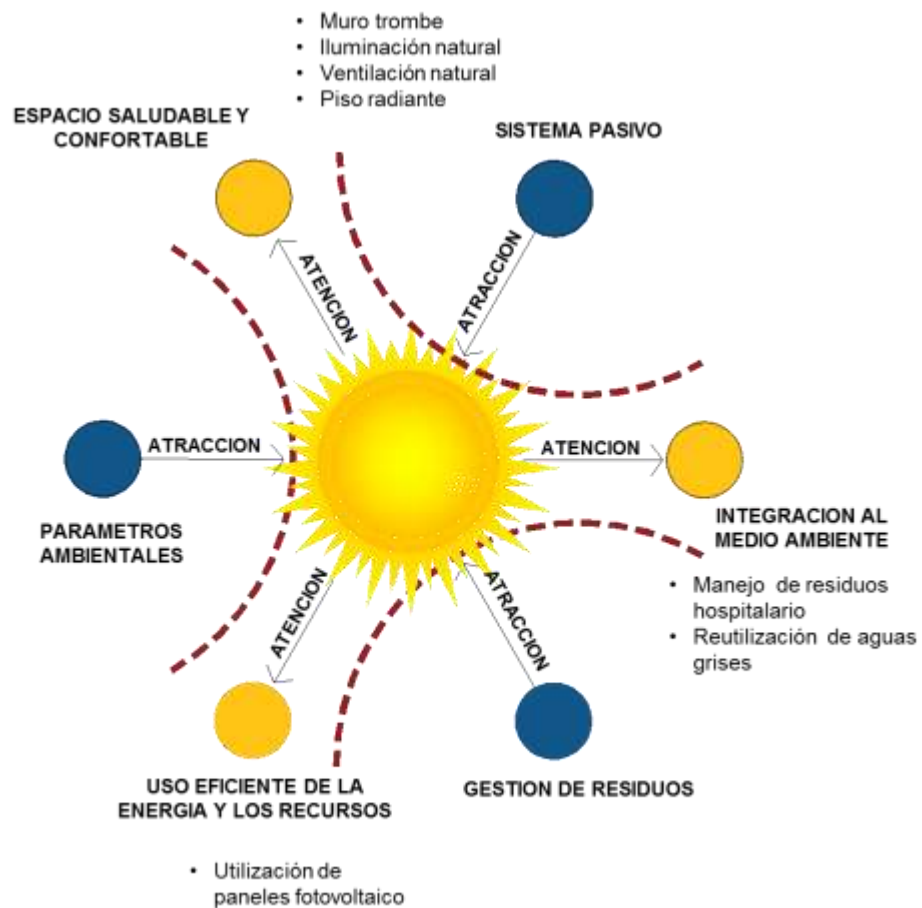 • Muro trombe
• Iluminación natural
• Ventilación natural
• Piso radiante
ESPACIO SALUDABLE Y
CONFORTABLE
SISTEMA PASIVO
ATENCION
ATRACCION
ATRACCION
ATENCION
PARAMETROS
AMBIENTALES
INTEGRACION AL
MEDIO AMBIENTE
• Manejo de residuos
hospitalario
• Reutilización de aguas
grises
ATENCION
ATRACCION
USO EFICIENTE DE LA
ENERGIA Y LOS RECURSOS
GESTION DE RESIDUOS
• Utilización de
paneles fotovoltaico